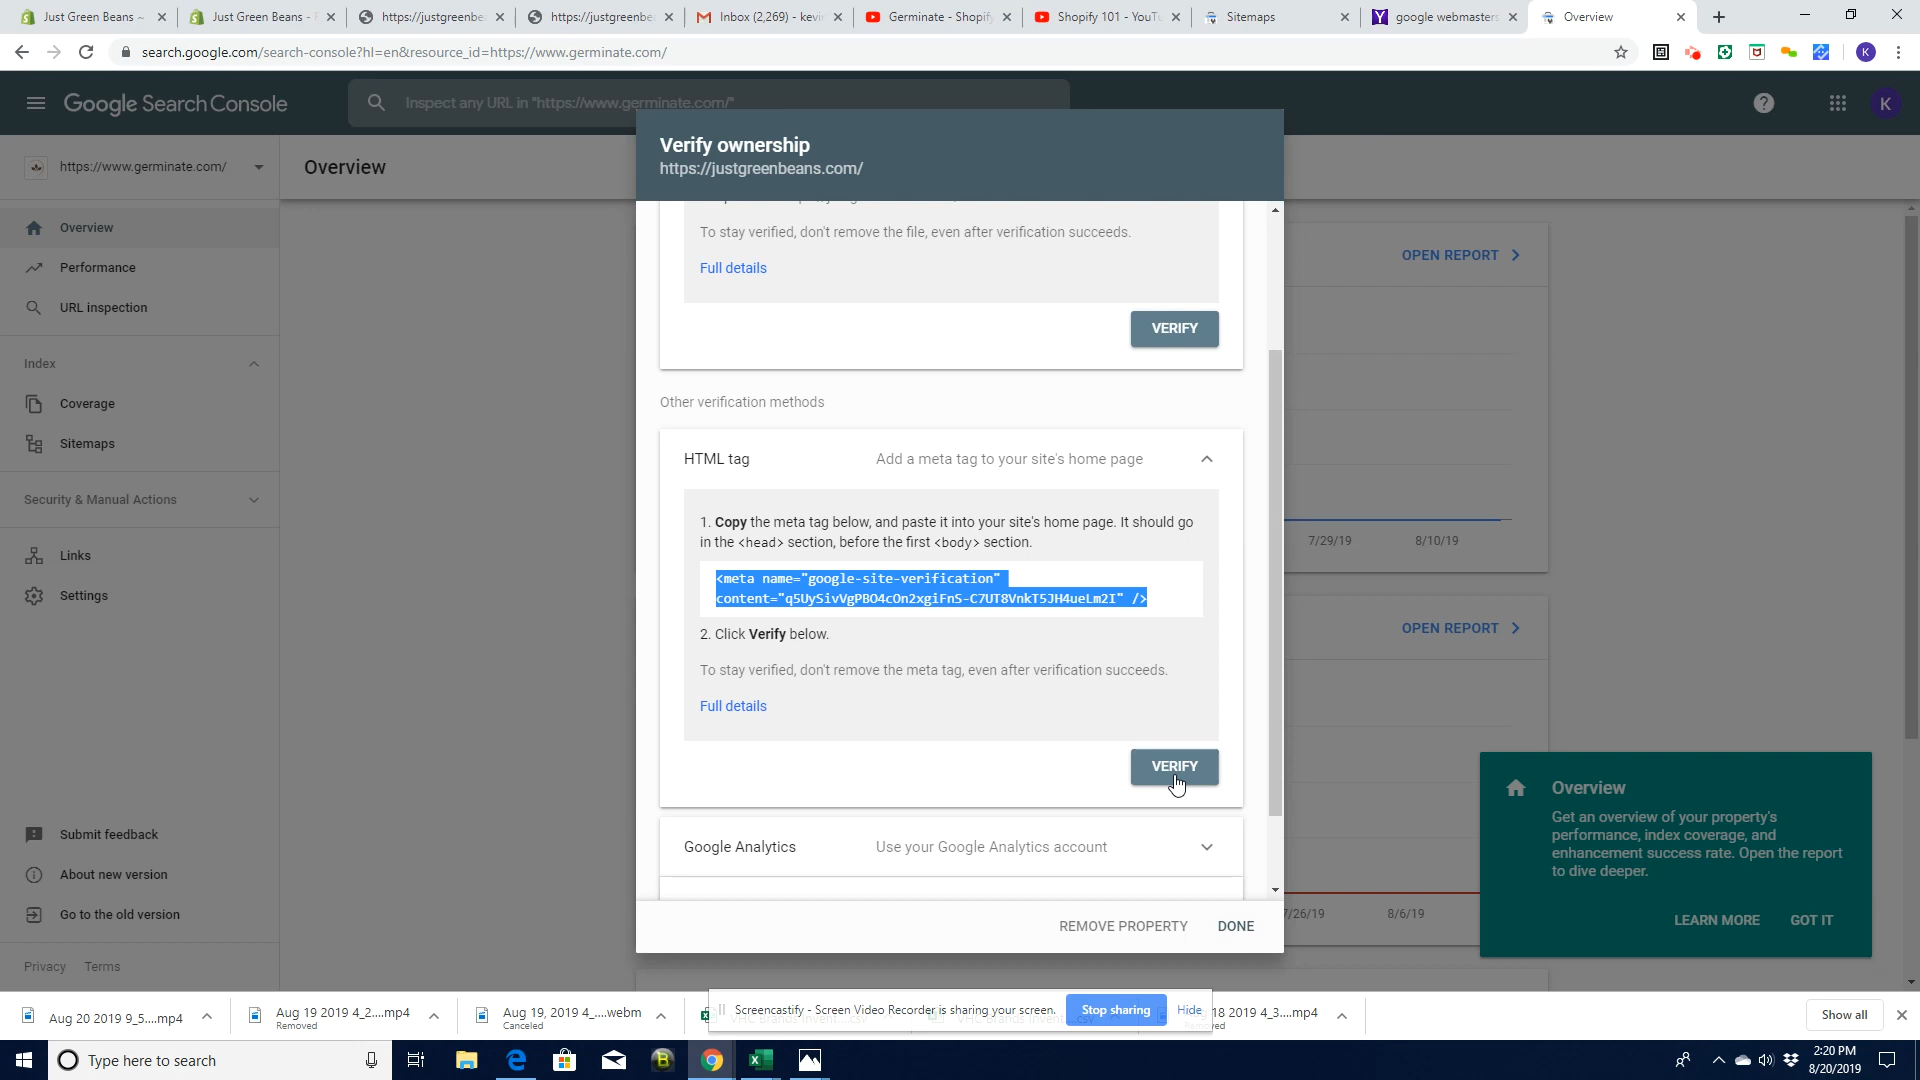 Just Green Beans ~
Just Green Beans -
https://justgreenbe
https://justgreenbe
Inbox (2,269) - kevi
Germinate - Shopify
Shopify 101 - YouTu
Sitemaps
google webmasters
Overview
search.google.com/search-console?hl=en&resource_id=https://www.germinate.com/
K
Google Search Console
Inspect any URL in "https://www.germinate.com/"
K
https://www.germinate.com/
Overview
Verify ownership
https://justgreenbeans.com/
Overview
Performance
URL inspection
Index
Coverage
Sitemaps
Security & Manual Actions
Links
Settings
Submit feedback
About new version
Go to the old version
Privacy Terms
To stay verified, don't remove the file, even after verification succeeds.
Full details
VERIFY
Other verification methods
HTML tag
Add a meta tag to your site's home page
1. Copy the meta tag below, and paste it into your site's home page. It should go
in the <head> section, before the first <body> section.
<meta name="google-site-verification"
content="q5UySivVgPBO4cOn2xgiFnS-C7UT8VnkT5JH4ueLm2I" />
2. Click Verify below.
To stay verified, don't remove the meta tag, even after verification succeeds.
Full details
VERIFY
Google Analytics
Use your Google Analytics account
REMOVE PROPERTY
DONE
OPEN REPORT
7/29/19
8/10/19
OPEN REPORT
7/26/19
8/6/19
Overview
Get an overview of your property's
performance, index coverage, and
enhancement success rate. Open the report
to dive deeper.
LEARN MORE
GOT IT
Aug 20 2019 9_5....mp4
Aug 19 2019 4_2....mp4
Removed
Aug 19, 2019 4_....webm
Canceled
Screencastify - Screen Video Recorder is sharing your screen.
Stop sharing
Hide
18 2019 4_3....mp4
Show all
Type here to search
2:20 PM
8/20/2019